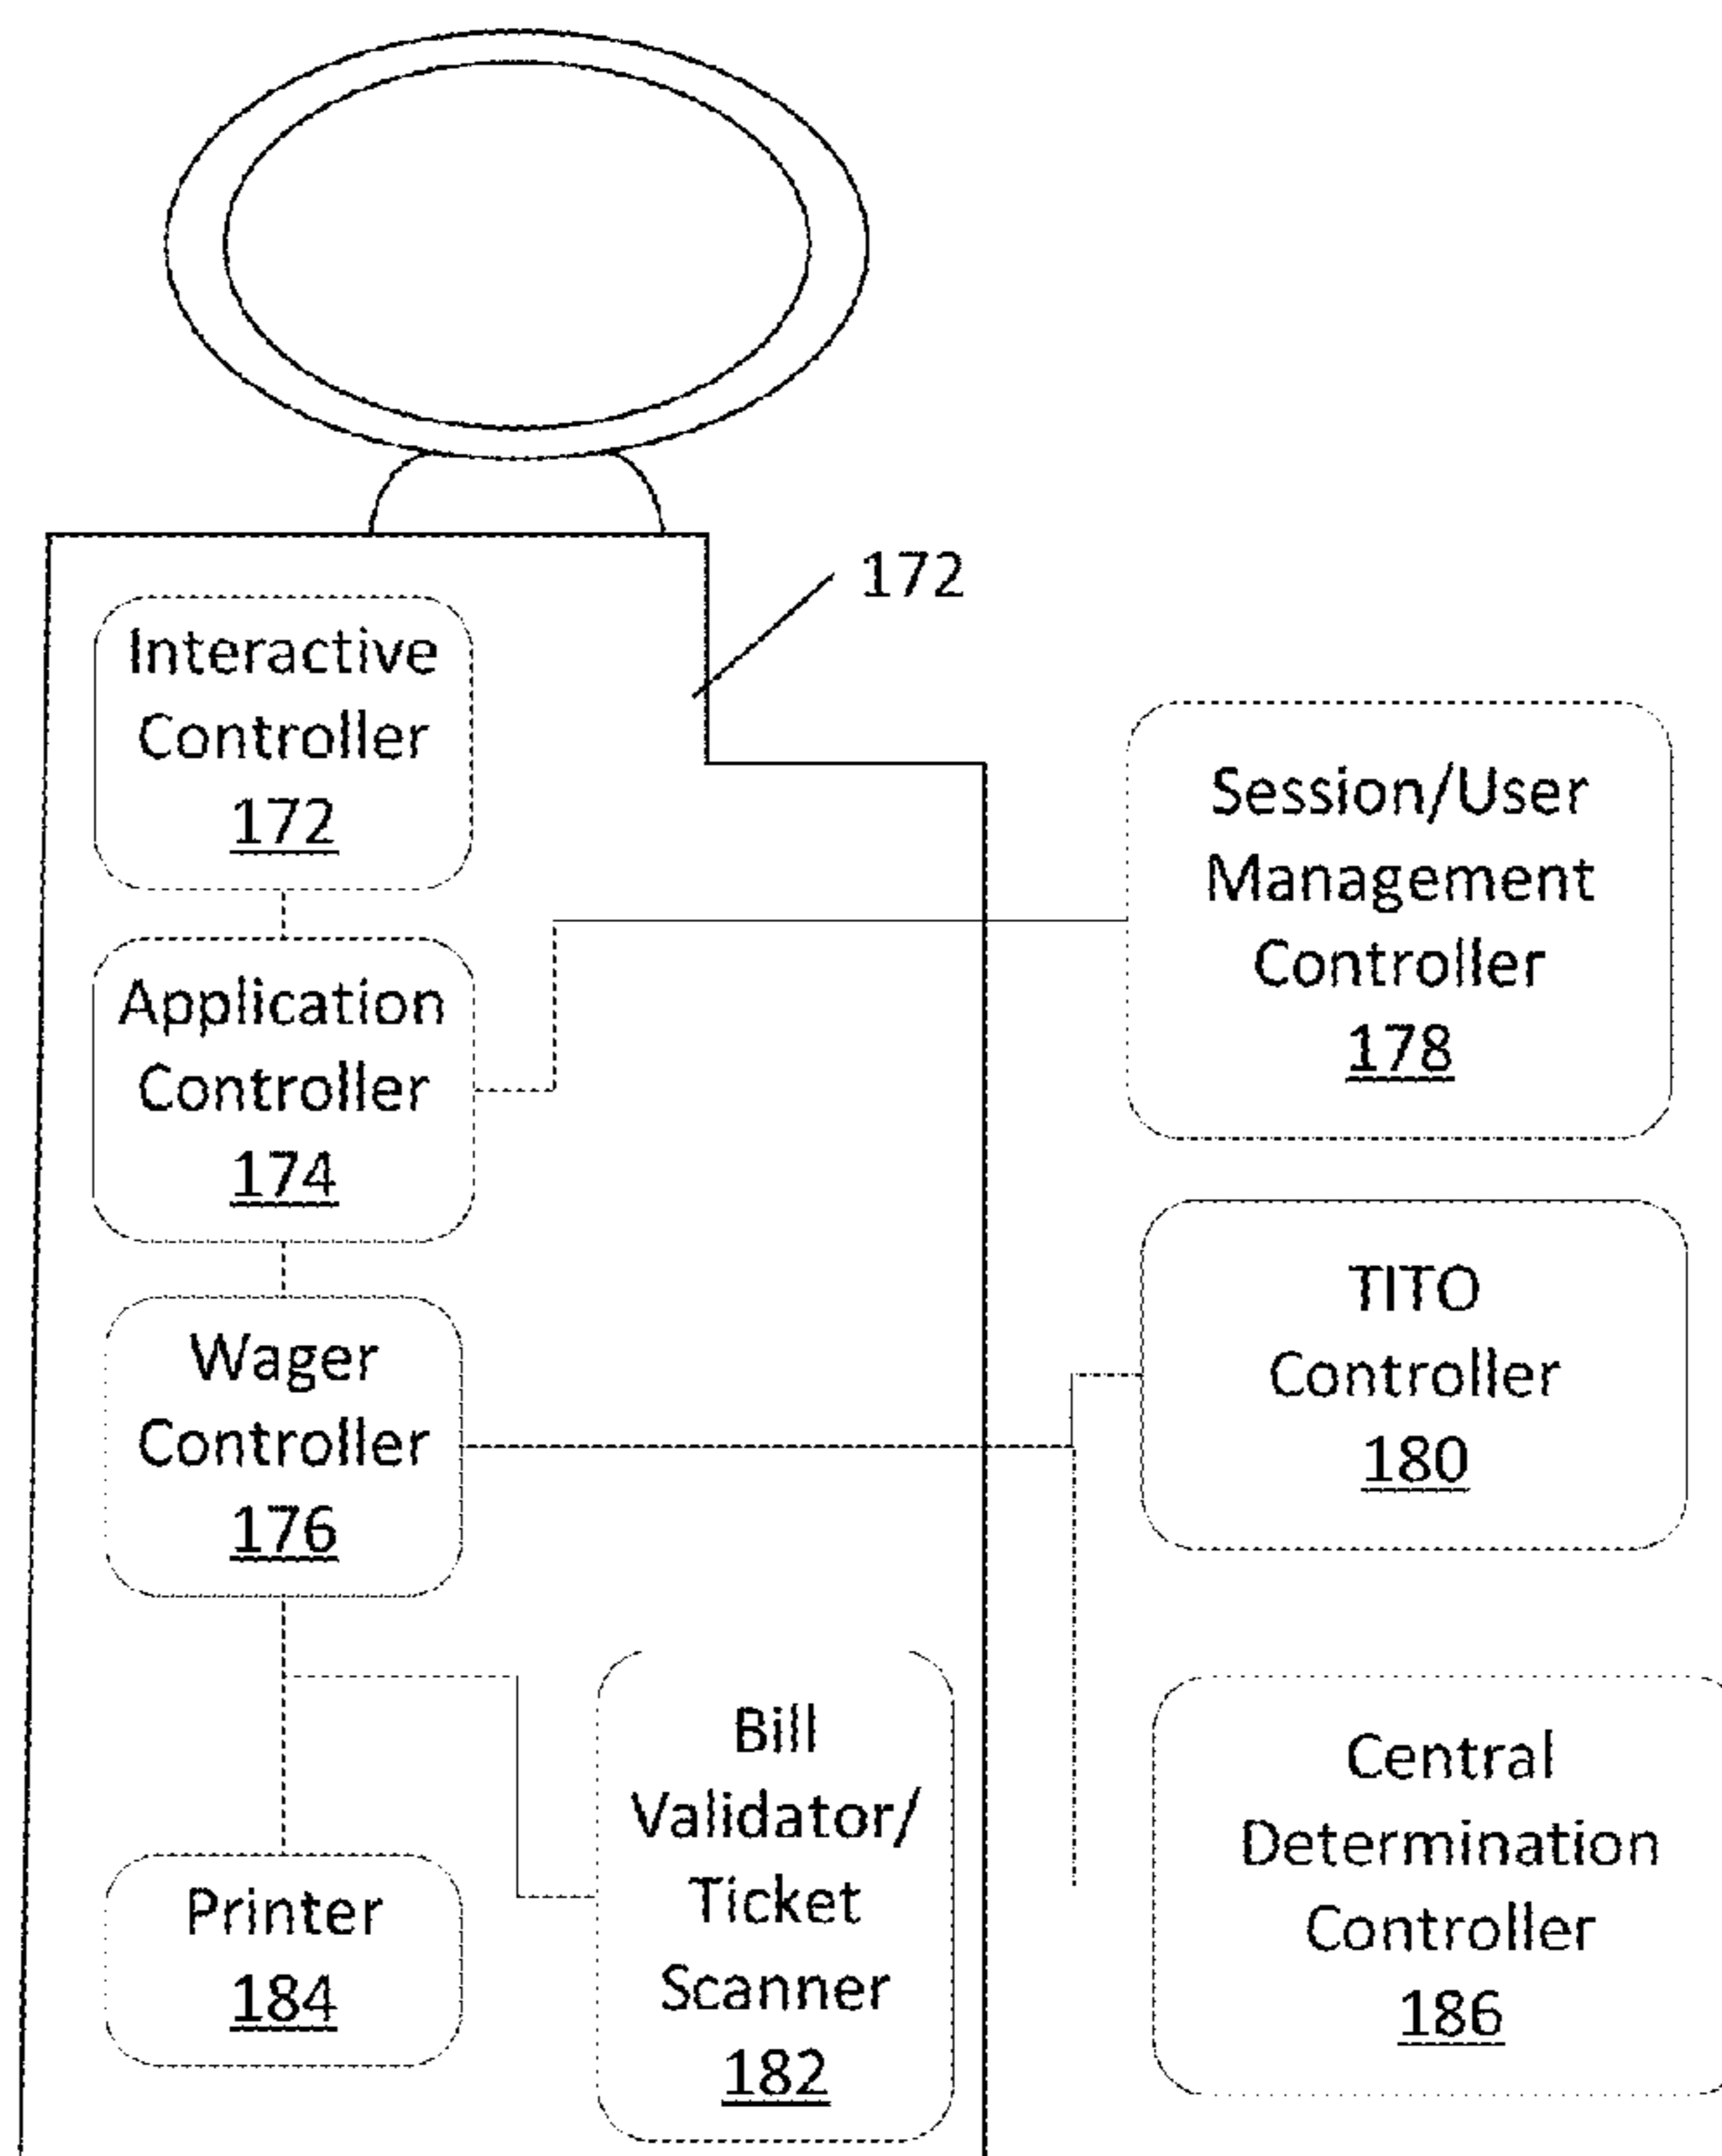 172
Interactive
Controller
172
Application
Controller
174
Wager
Controller
176
Printer
184
Bill
Validator/
Ticket
Scanner
182
Session/User
Management
Controller
178
TITO
Controller
180
Central
Determination
Controller
186